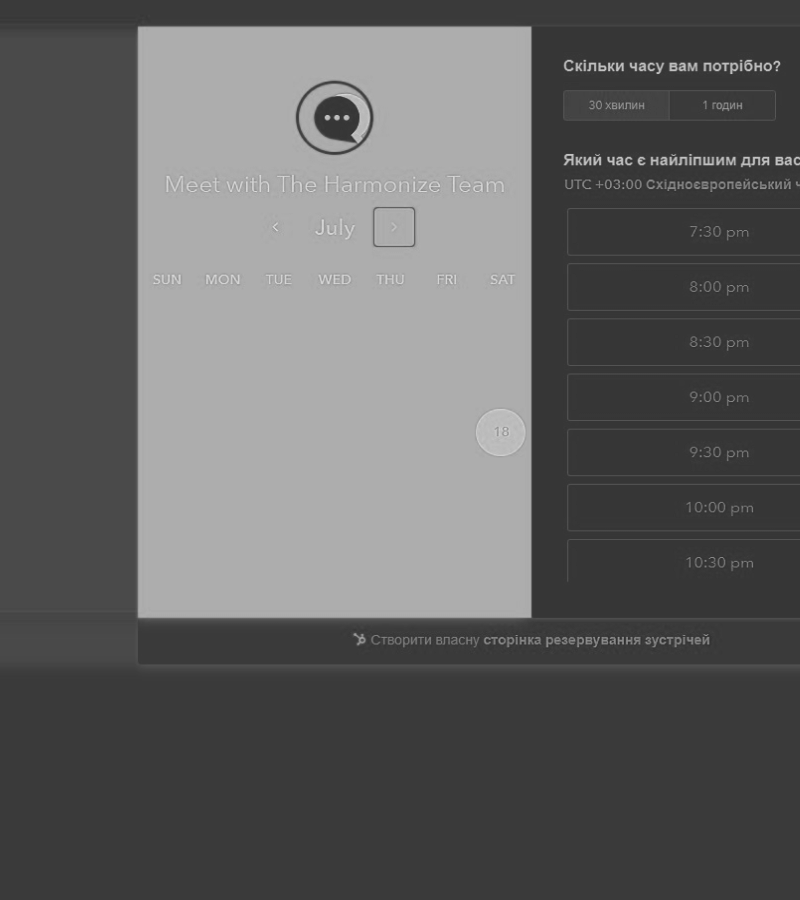 Meet with The Harmonize Team
July
SUN MON TUE WED THU FRI SAT
18
Скільки часу вам потрібно?
30 хвилин 1 годин
Який час є найліпшим для вас
UTC +03:00 Східноєвропейський ч
7:30 pm
8:00 pm
8:30 pm
9:00 pm
9:30 pm
10:00 pm
10:30 pm
Створити власну сторінка резервування зустрічей